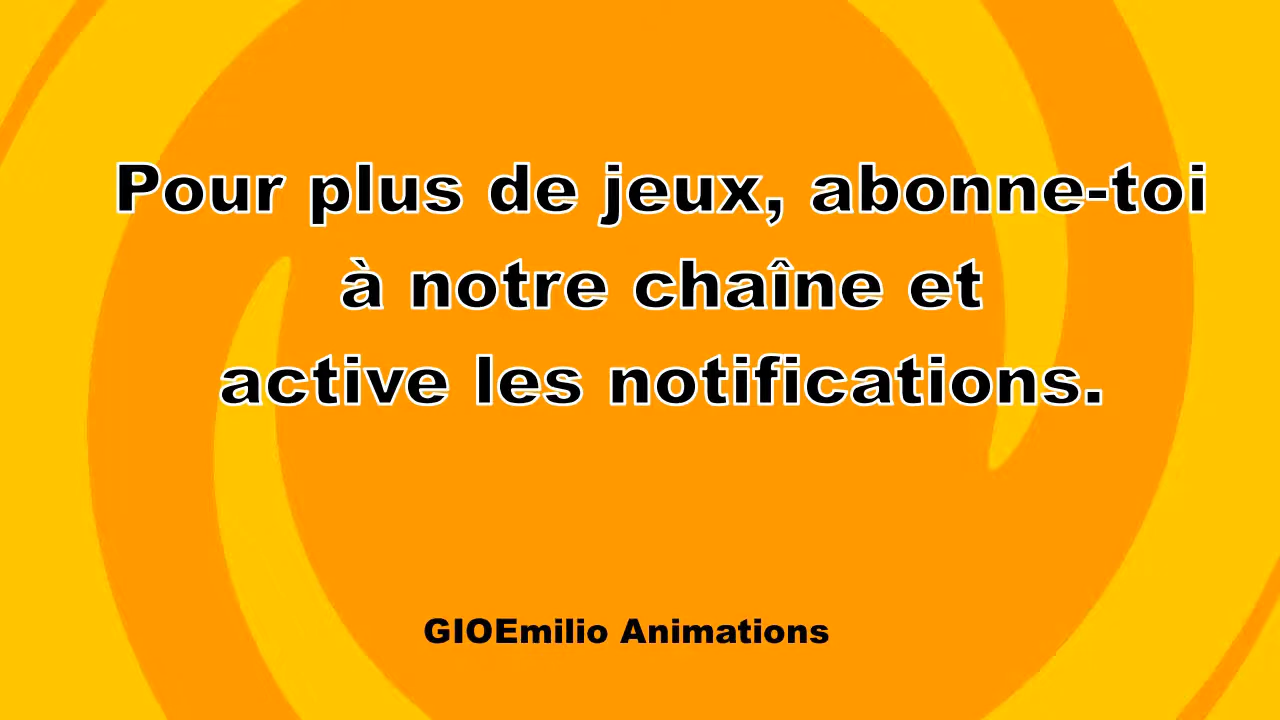 Pour plus de jeux, abonne-toi
à notre chaîne et
active les notifications.
GIOEmilio Animations